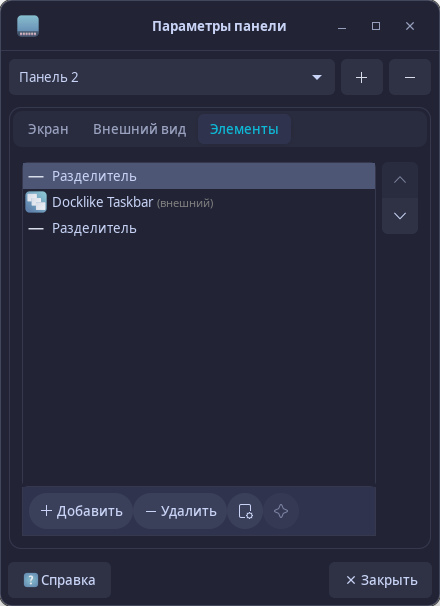 Параметры панели
Панель 2
Экран Внешний вид Элементы
Разделитель
Docklike Taskbar (внешний)
Разделитель
Добавить Удалить
? Справка Закрыть